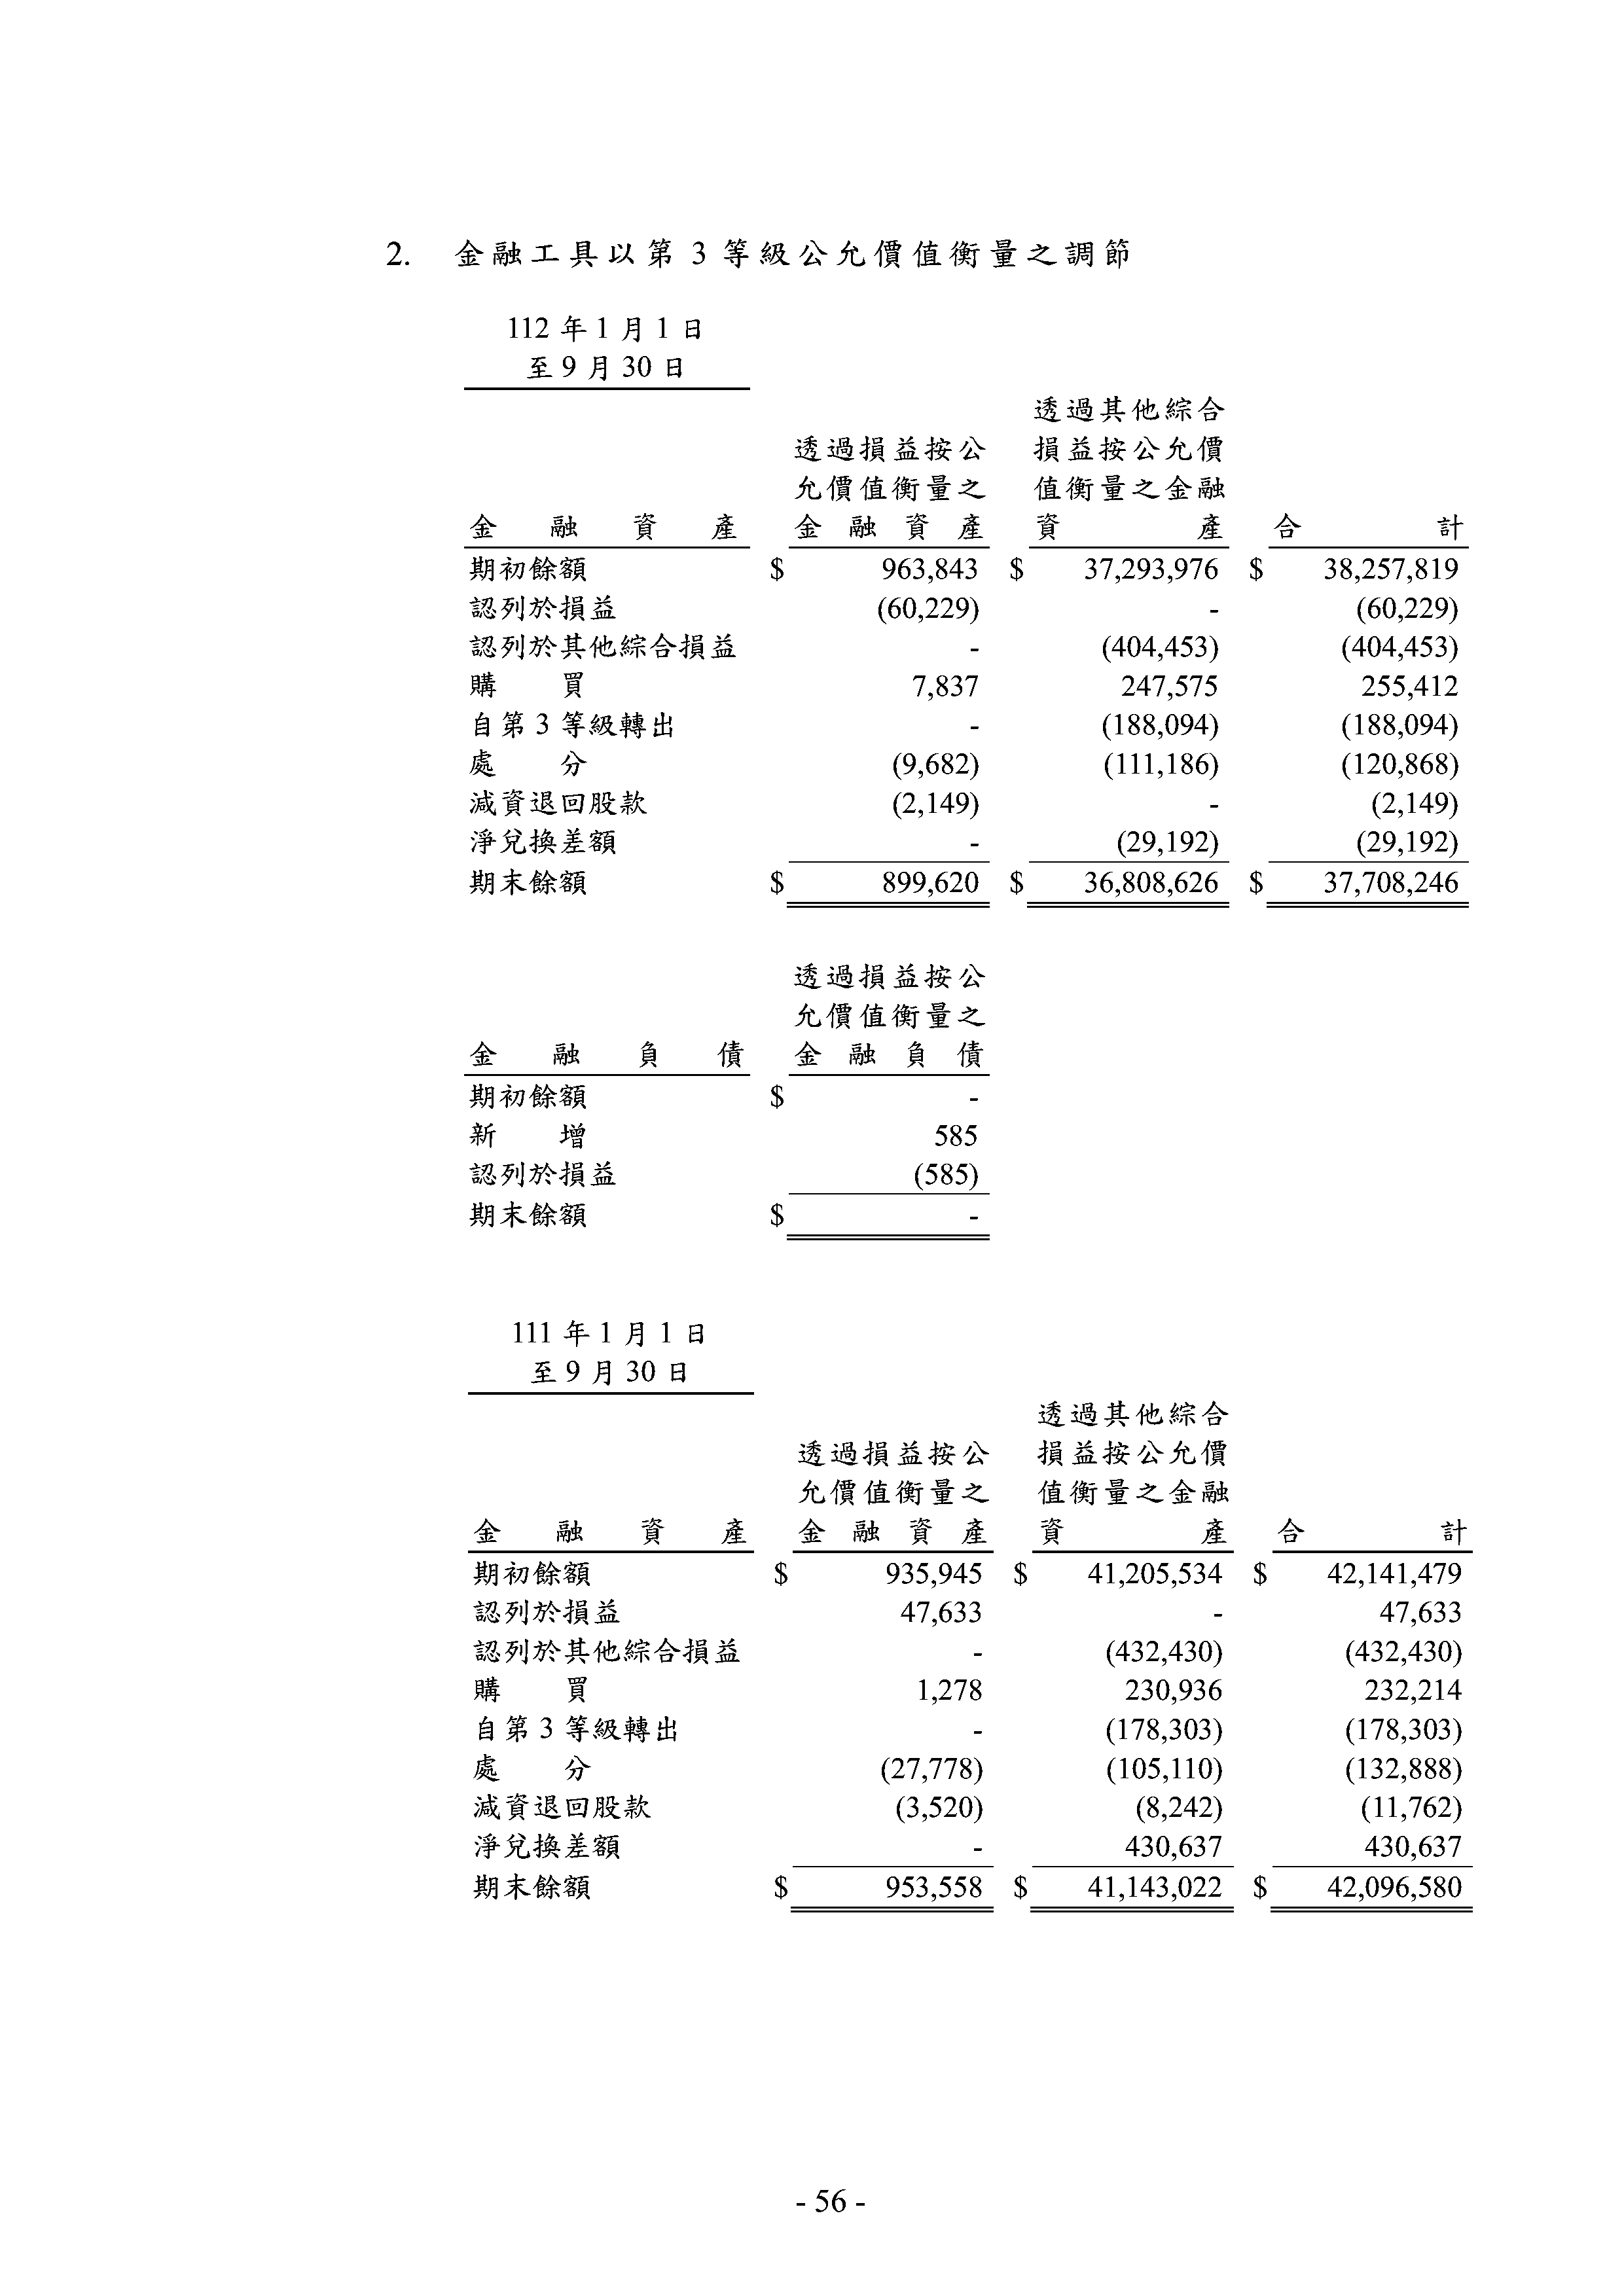 2. 金融工具以第 3 等級公允價值衡量之調節
112 年 1 月 1 日
至 9 月 30 日
透過其他綜合
透過損益按公 損益按公允價
允價值衡量之 值衡量之金融
金融資產 金融資產 資產 合計
期初餘額 $ 963,843 $ 37,293,976 $ 38,257,819
認列於損益 (60,229) - (60,229)
認列於其他綜合損益 - (404,453) (404,453)
購買 7,837 247,575 255,412
自第 3 等級轉出 - (188,094) (188,094)
處分 (9,682) (111,186) (120,868)
減資退回股款 (2,149) - (2,149)
淨兌換差額 - (29,192) (29,192)
期末餘額 $ 899,620 $ 36,808,626 $ 37,708,246
透過損益按公
允價值衡量之
金融負債 金融負債
期初餘額 $ -
新增 585
認列於損益 (585)
期末餘額 $ -
111 年 1 月 1 日
至 9 月 30 日
透過其他綜合
透過損益按公 損益按公允價
允價值衡量之 值衡量之金融
金融資產 金融資產 資產 合計
期初餘額 $ 935,945 $ 41,205,534 $ 42,141,479
認列於損益 47,633 - 47,633
認列於其他綜合損益 - (432,430) (432,430)
購買 1,278 230,936 232,214
自第 3 等級轉出 - (178,303) (178,303)
處分 (27,778) (105,110) (132,888)
減資退回股款 (3,520) (8,242) (11,762)
淨兌換差額 - 430,637 430,637
期末餘額 $ 953,558 $ 41,143,022 $ 42,096,580
- 56 -